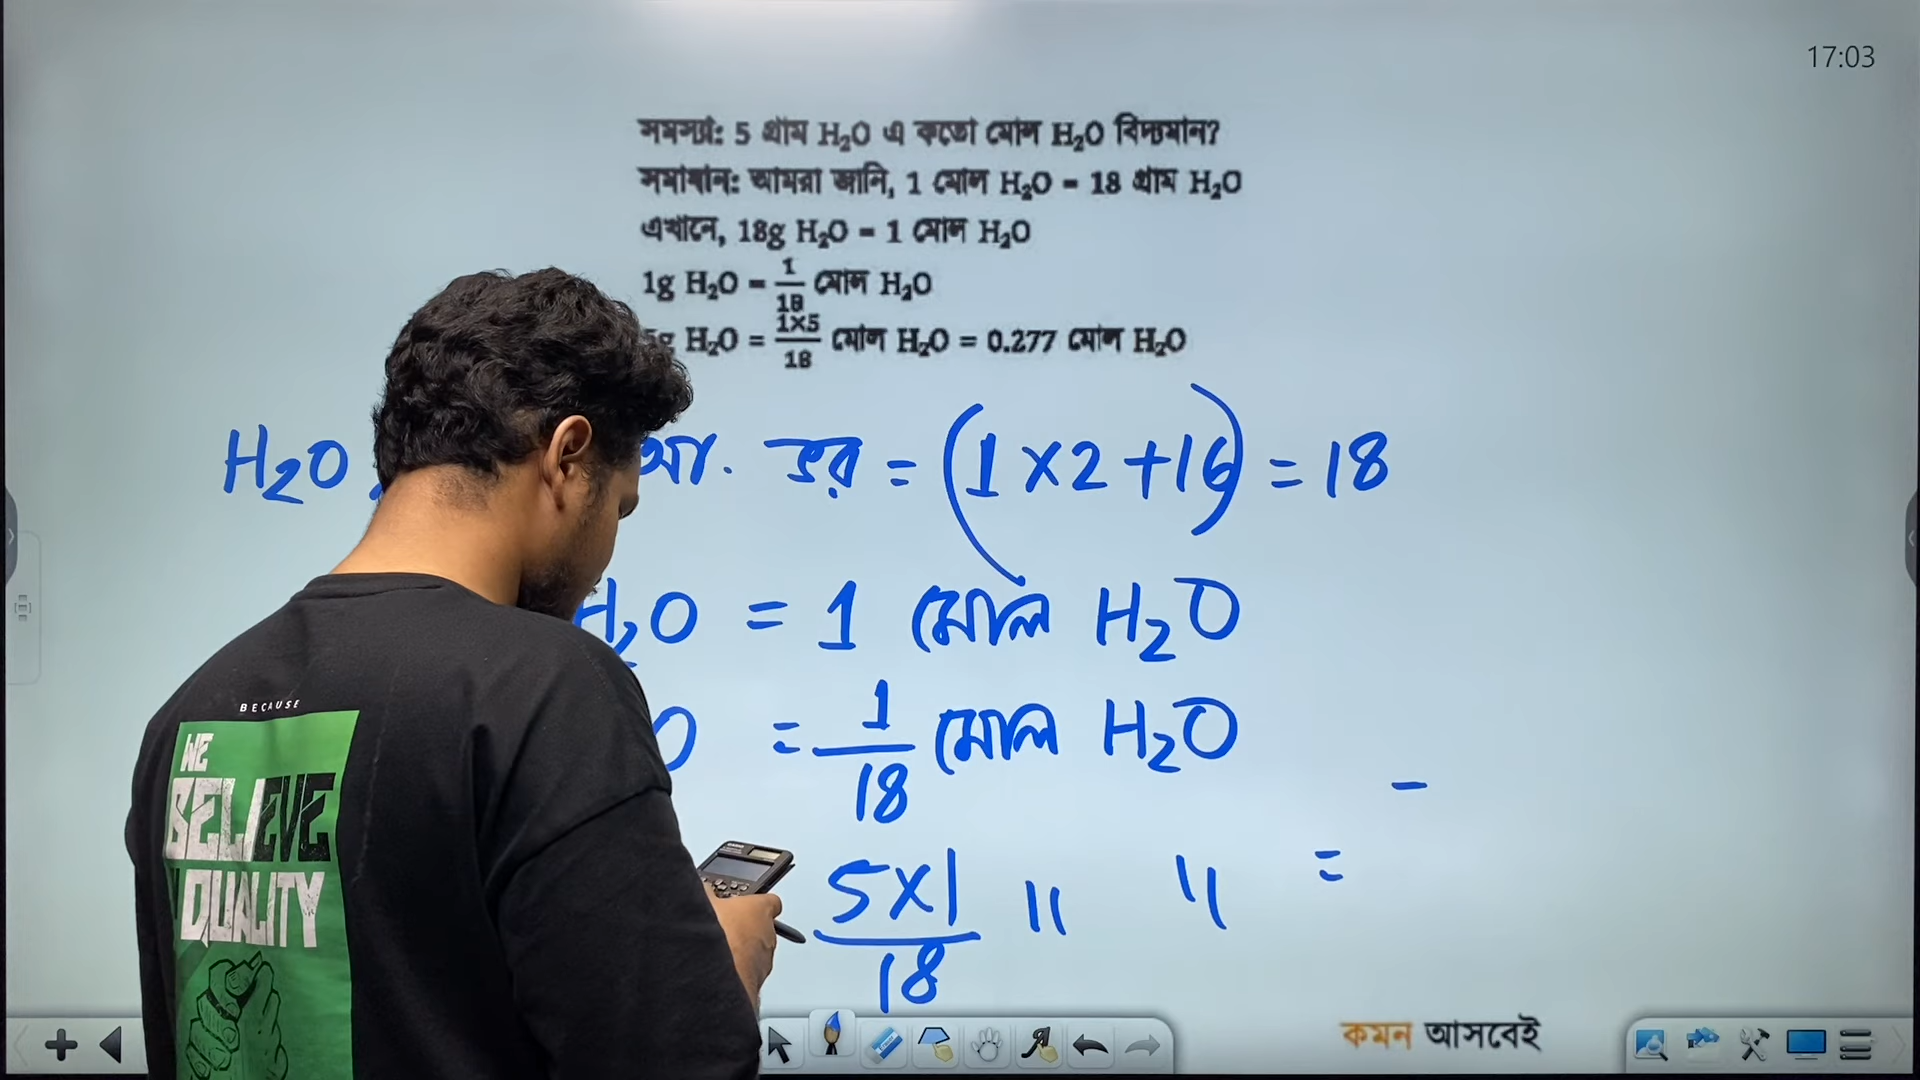 17:03
সমস্যা: 5 গ্রাম H₂O এ কতো মোল H₂O বিদ্যমান?
সমাধান: আমরা জানি, 1 মোল H₂O = 18 গ্রাম H₂O
এখানে, 18g H₂O = 1 মোল H₂O
1g H₂O = 1/18 মোল H₂O
g H₂O = 1×5/18 মোল H₂O = 0.277 মোল H₂O
H₂O, আ. ভর = (1×2+16) = 18
H₂O = 1 মোল H₂O
O = 1/18 মোল H₂O
5×1/18 〃 〃 =
BECAUSE
WE
BELIEVE
QUALITY
কমন আসবেই